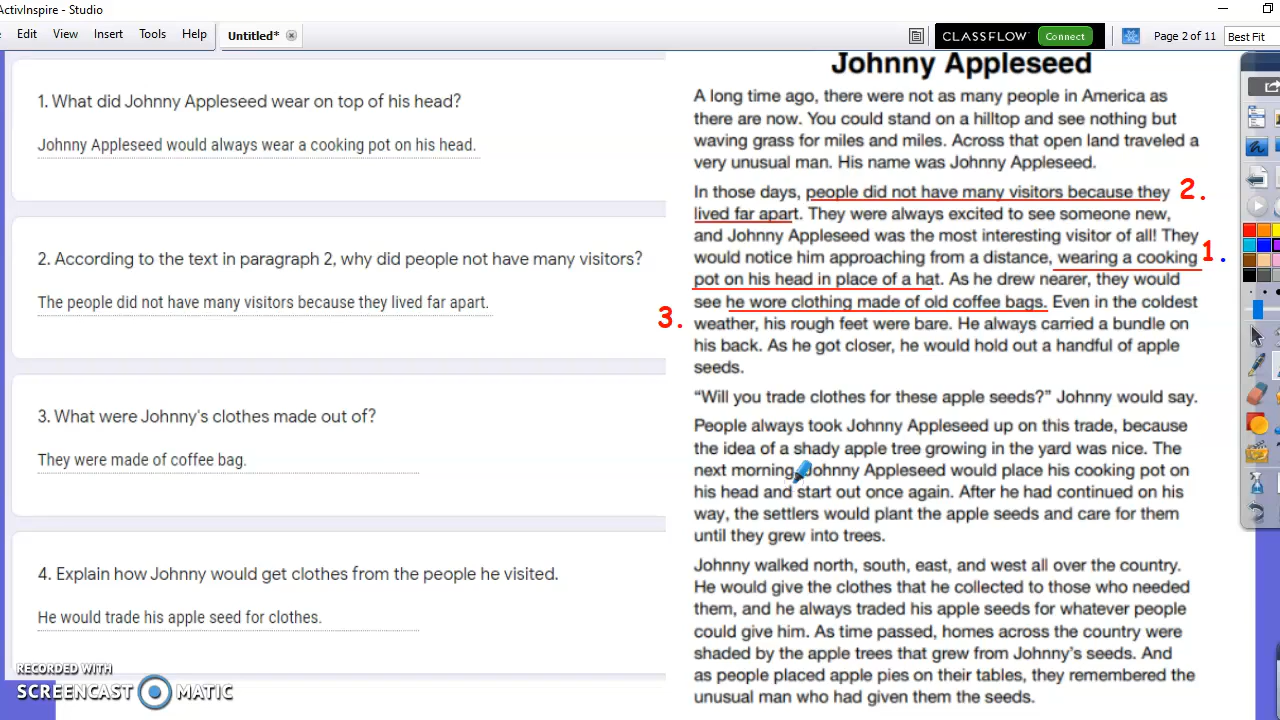 ActivInspire - Studio
Edit View Insert Tools Help Untitled*
CLASSFLOW Connect Page 2 of 11 Best Fit
1. What did Johnny Appleseed wear on top of his head?
Johnny Appleseed would always wear a cooking pot on his head.
2. According to the text in paragraph 2, why did people not have many visitors?
The people did not have many visitors because they lived far apart.
3. What were Johnny's clothes made out of?
They were made of coffee bag.
4. Explain how Johnny would get clothes from the people he visited.
He would trade his apple seed for clothes.
RECORDED WITH
SCREENCAST MATIC
Johnny Appleseed
A long time ago, there were not as many people in America as
there are now. You could stand on a hilltop and see nothing but
waving grass for miles and miles. Across that open land traveled a
very unusual man. His name was Johnny Appleseed.
In those days, people did not have many visitors because they 2.
lived far apart. They were always excited to see someone new,
and Johnny Appleseed was the most interesting visitor of all! They
would notice him approaching from a distance, wearing a cooking 1.
pot on his head in place of a hat. As he drew nearer, they would
see he wore clothing made of old coffee bags. Even in the coldest
3. weather, his rough feet were bare. He always carried a bundle on
his back. As he got closer, he would hold out a handful of apple
seeds.
“Will you trade clothes for these apple seeds?” Johnny would say.
People always took Johnny Appleseed up on this trade, because
the idea of a shady apple tree growing in the yard was nice. The
next morning, Johnny Appleseed would place his cooking pot on
his head and start out once again. After he had continued on his
way, the settlers would plant the apple seeds and care for them
until they grew into trees.
Johnny walked north, south, east, and west all over the country.
He would give the clothes that he collected to those who needed
them, and he always traded his apple seeds for whatever people
could give him. As time passed, homes across the country were
shaded by the apple trees that grew from Johnny’s seeds. And
as people placed apple pies on their tables, they remembered the
unusual man who had given them the seeds.